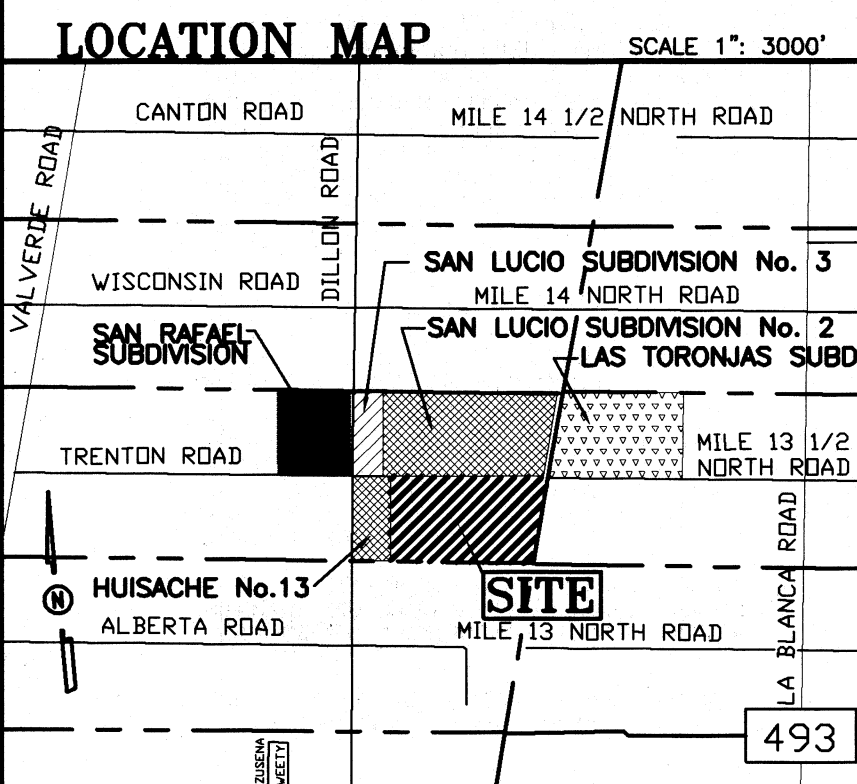 LOCATION MAP
SCALE 1": 3000'
CANTON ROAD
MILE 14 1/2 NORTH ROAD
VALVERDE ROAD
DILLON ROAD
SAN LUCIO SUBDIVISION No. 3
WISCONSIN ROAD
MILE 14 NORTH ROAD
SAN RAFAEL
SUBDIVISION
SAN LUCIO SUBDIVISION No. 2
LAS TORONJAS SUBD
TRENTON ROAD
MILE 13 1/2
NORTH ROAD
LA BLANCA ROAD
N
HUISACHE No.13
SITE
ALBERTA ROAD
MILE 13 NORTH ROAD
493
ZUSENA
WEETY